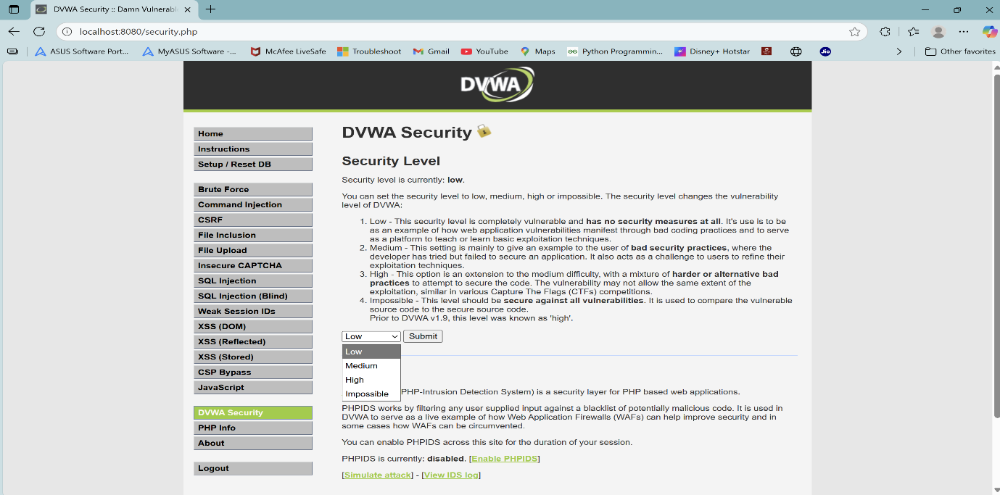 DVWA Security :: Damn Vulnerabl
localhost:8080/security.php
ASUS Software Port...
MyASUS Software -...
McAfee LiveSafe
Troubleshoot
Gmail
YouTube
Maps
Python Programmin...
Disney+ Hotstar
Jio
Other favorites
DVWA
Home
Instructions
Setup / Reset DB
Brute Force
Command Injection
CSRF
File Inclusion
File Upload
Insecure CAPTCHA
SQL Injection
SQL Injection (Blind)
Weak Session IDs
XSS (DOM)
XSS (Reflected)
XSS (Stored)
CSP Bypass
JavaScript
DVWA Security
PHP Info
About
Logout
DVWA Security
Security Level
Security level is currently: low.
You can set the security level to low, medium, high or impossible. The security level changes the vulnerability
level of DVWA:
1. Low - This security level is completely vulnerable and has no security measures at all. It's use is to be
as an example of how web application vulnerabilities manifest through bad coding practices and to serve
as a platform to teach or learn basic exploitation techniques.
2. Medium - This setting is mainly to give an example to the user of bad security practices, where the
developer has tried but failed to secure an application. It also acts as a challenge to users to refine their
exploitation techniques.
3. High - This option is an extension to the medium difficulty, with a mixture of harder or alternative bad
practices to attempt to secure the code. The vulnerability may not allow the same extent of the
exploitation, similar in various Capture The Flags (CTFs) competitions.
4. Impossible - This level should be secure against all vulnerabilities. It is used to compare the vulnerable
source code to the secure source code.
Prior to DVWA v1.9, this level was known as 'high'.
Low Submit
Low
Medium
High
Impossible
PHP-Intrusion Detection System) is a security layer for PHP based web applications.
PHPIDS works by filtering any user supplied input against a blacklist of potentially malicious code. It is used in
DVWA to serve as a live example of how Web Application Firewalls (WAFs) can help improve security and in
some cases how WAFs can be circumvented.
You can enable PHPIDS across this site for the duration of your session.
PHPIDS is currently: disabled. [Enable PHPIDS]
[Simulate attack] - [View IDS log]